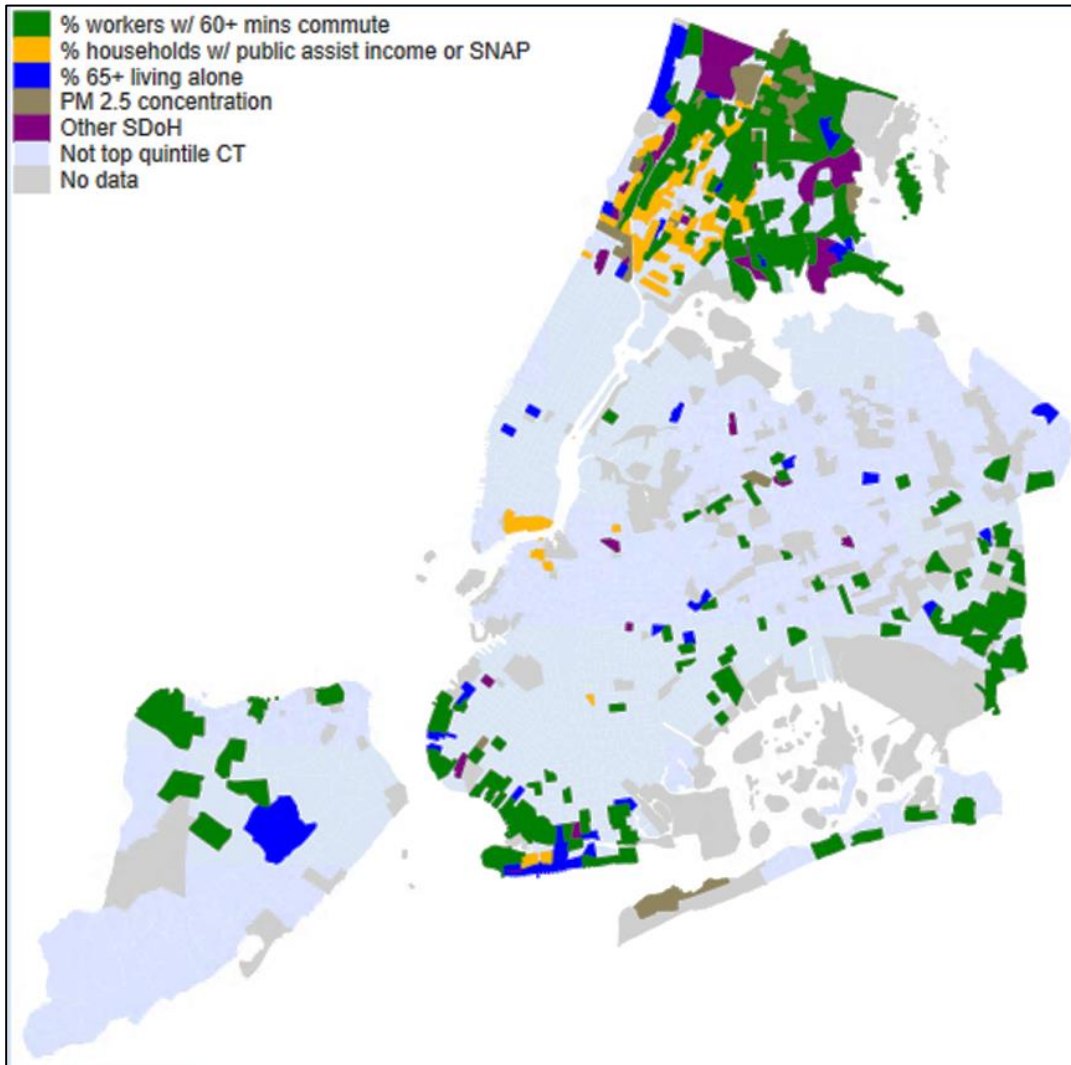 % workers w/ 60+ mins commute
% households w/ public assist income or SNAP
% 65+ living alone
PM 2.5 concentration
Other SDoH
Not top quintile CT
No data